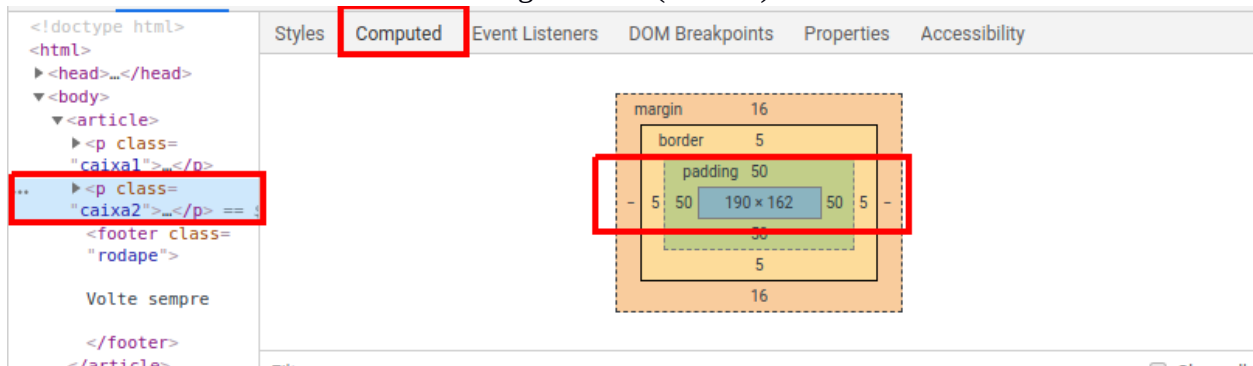 <!doctype html>
<html>
▶<head>…</head>
▼<body>
▼<article>
▶<p class=
"caixa1">…</p>
… ▶<p class=
"caixa2">…</p> ==
<footer class=
"rodape">
Volte sempre
</footer>
</article>
Styles Computed Event Listeners DOM Breakpoints Properties Accessibility
margin 16
border 5
padding 50
- 5 50 190 × 162 50 5 -
50
5
16